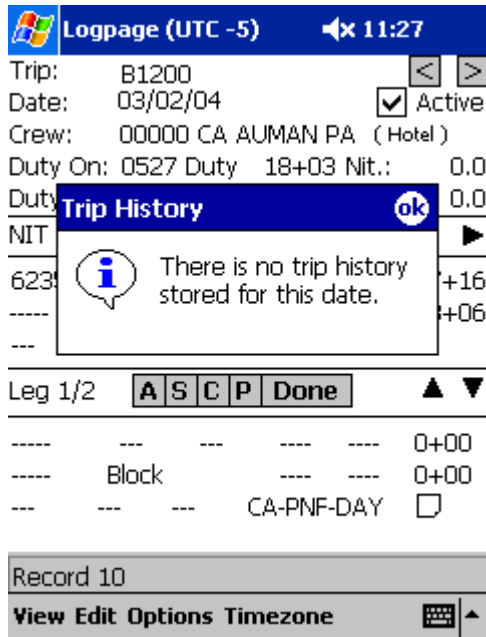 Logpage (UTC -5) 11:27
Trip: B1200 < >
Date: 03/02/04 Active
Crew: 00000 CA AUMAN PA ( Hotel )
Duty On: 0527 Duty 18+03 Nit.: 0.0
Duty 0.0
Trip History ok
NIT
There is no trip history
stored for this date.
623 +16
----- +06
---
Leg 1/2 A S C P Done
----- --- --- ---- ---- 0+00
----- Block ---- ---- 0+00
--- --- --- CA-PNF-DAY
Record 10
View Edit Options Timezone